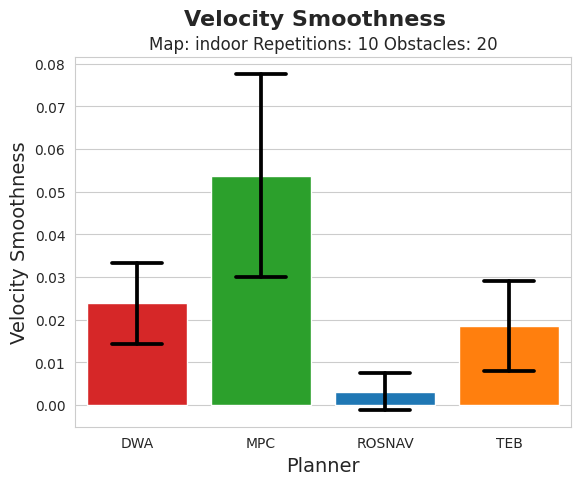 Velocity Smoothness
Map: indoor Repetitions: 10 Obstacles: 20
Velocity Smoothness
0.08
0.07
0.06
0.05
0.04
0.03
0.02
0.01
0.00
DWA MPC ROSNAV TEB
Planner